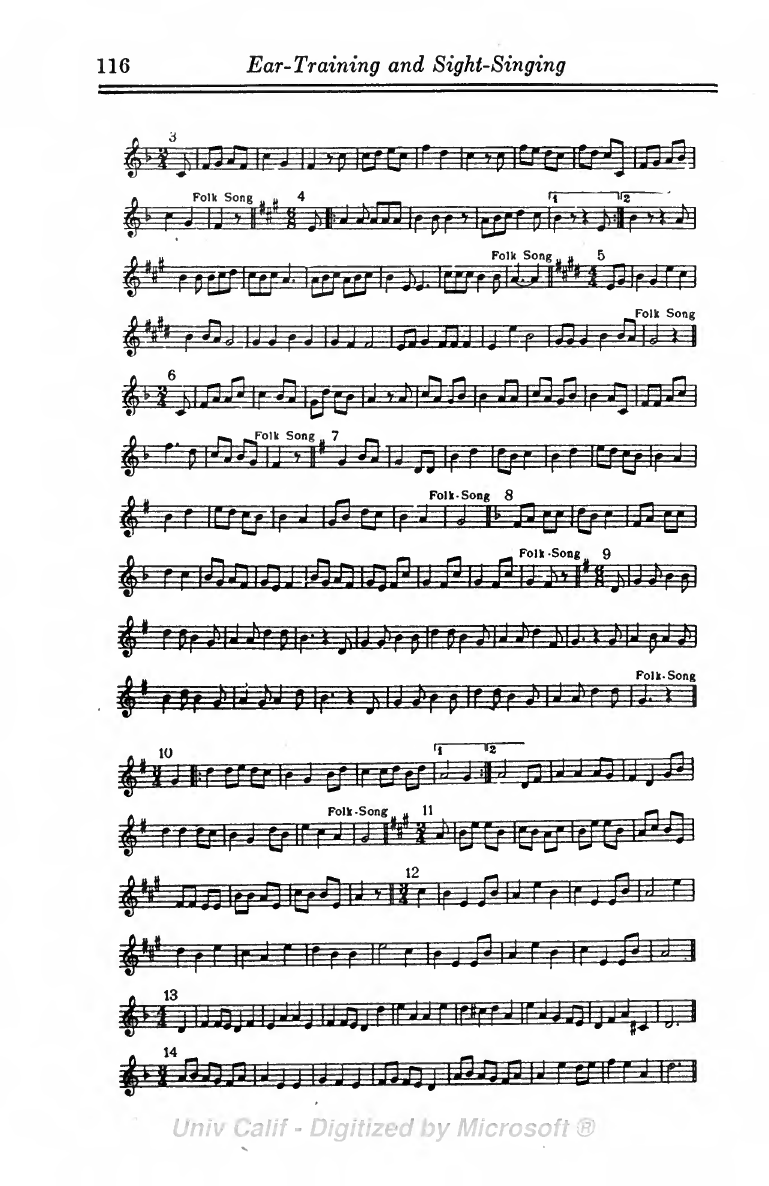 116 Ear-Training and Sight-Singing
3
Folk Song 4 1 2
Folk Song 5
Folk Song
6
Folk Song 7
Folk-Song 8
Folk-Song 9
Folk-Song
10 1 2
Folk-Song 11
12
13
14
Univ Calif - Digitized by Microsoft ®